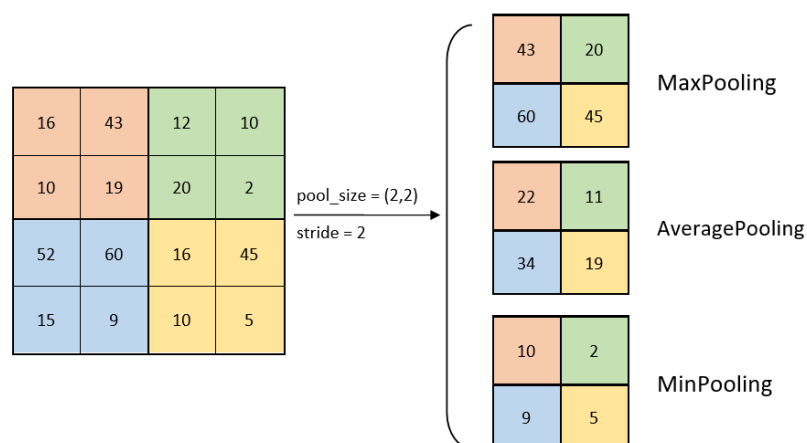 16 43 12 10
10 19 20 2
52 60 16 45
15 9 10 5
pool_size = (2,2)
stride = 2
43 20
60 45
MaxPooling
22 11
34 19
AveragePooling
10 2
9 5
MinPooling